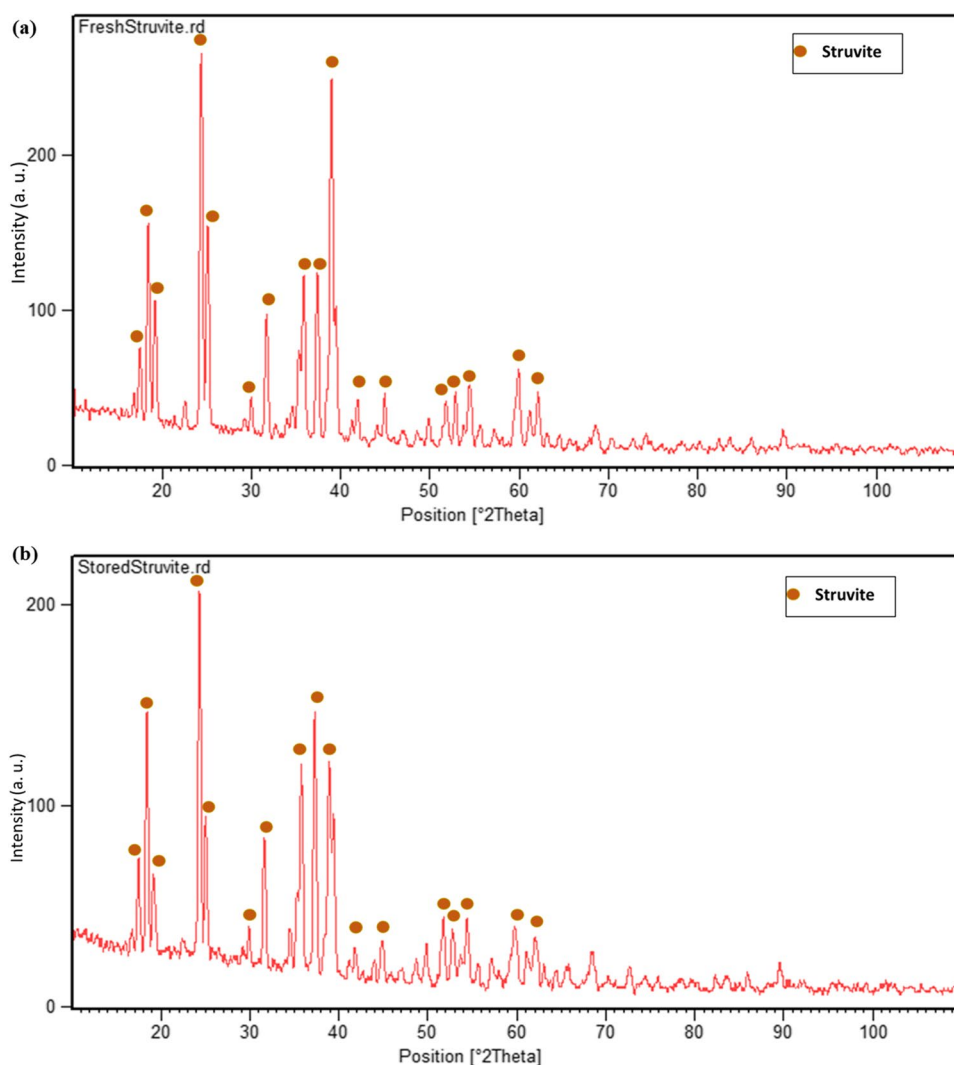 (a)
FreshStruvite.rd
Struvite
Intensity (a. u.)
200
100
0
20 30 40 50 60 70 80 90 100
Position [°2Theta]
(b)
StoredStruvite.rd
Struvite
Intensity (a. u.)
200
100
0
20 30 40 50 60 70 80 90 100
Position [°2Theta]